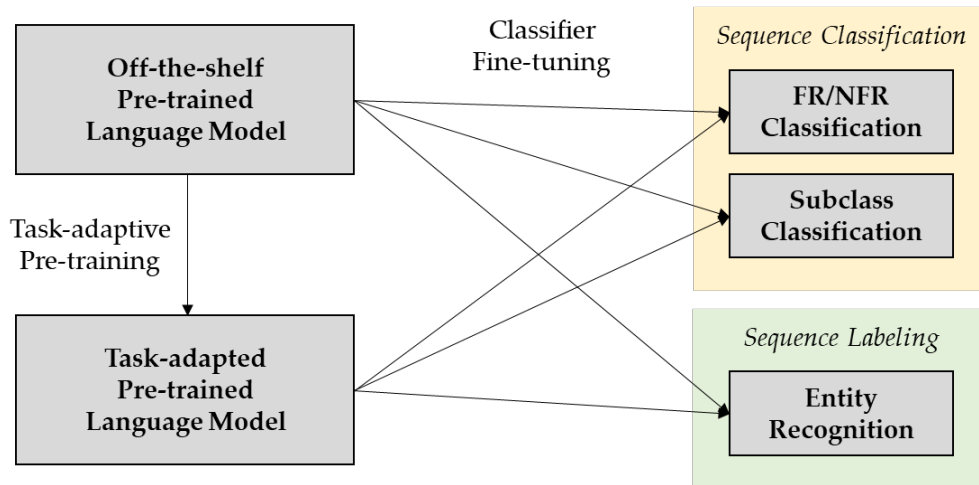 Off-the-shelf
Pre-trained
Language Model
Classifier
Fine-tuning
Sequence Classification
FR/NFR
Classification
Subclass
Classification
Task-adaptive
Pre-training
Task-adapted
Pre-trained
Language Model
Sequence Labeling
Entity
Recognition